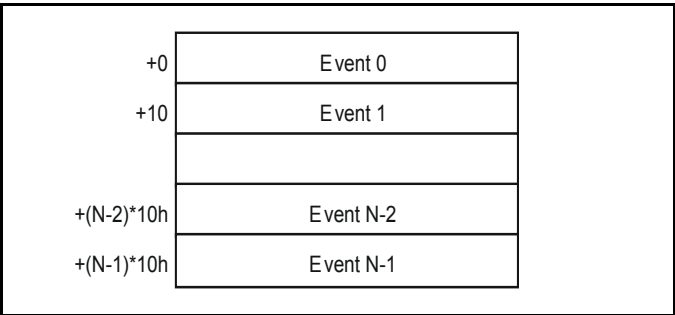 +0 Event 0
+10 Event 1
+(N-2)*10h Event N-2
+(N-1)*10h Event N-1